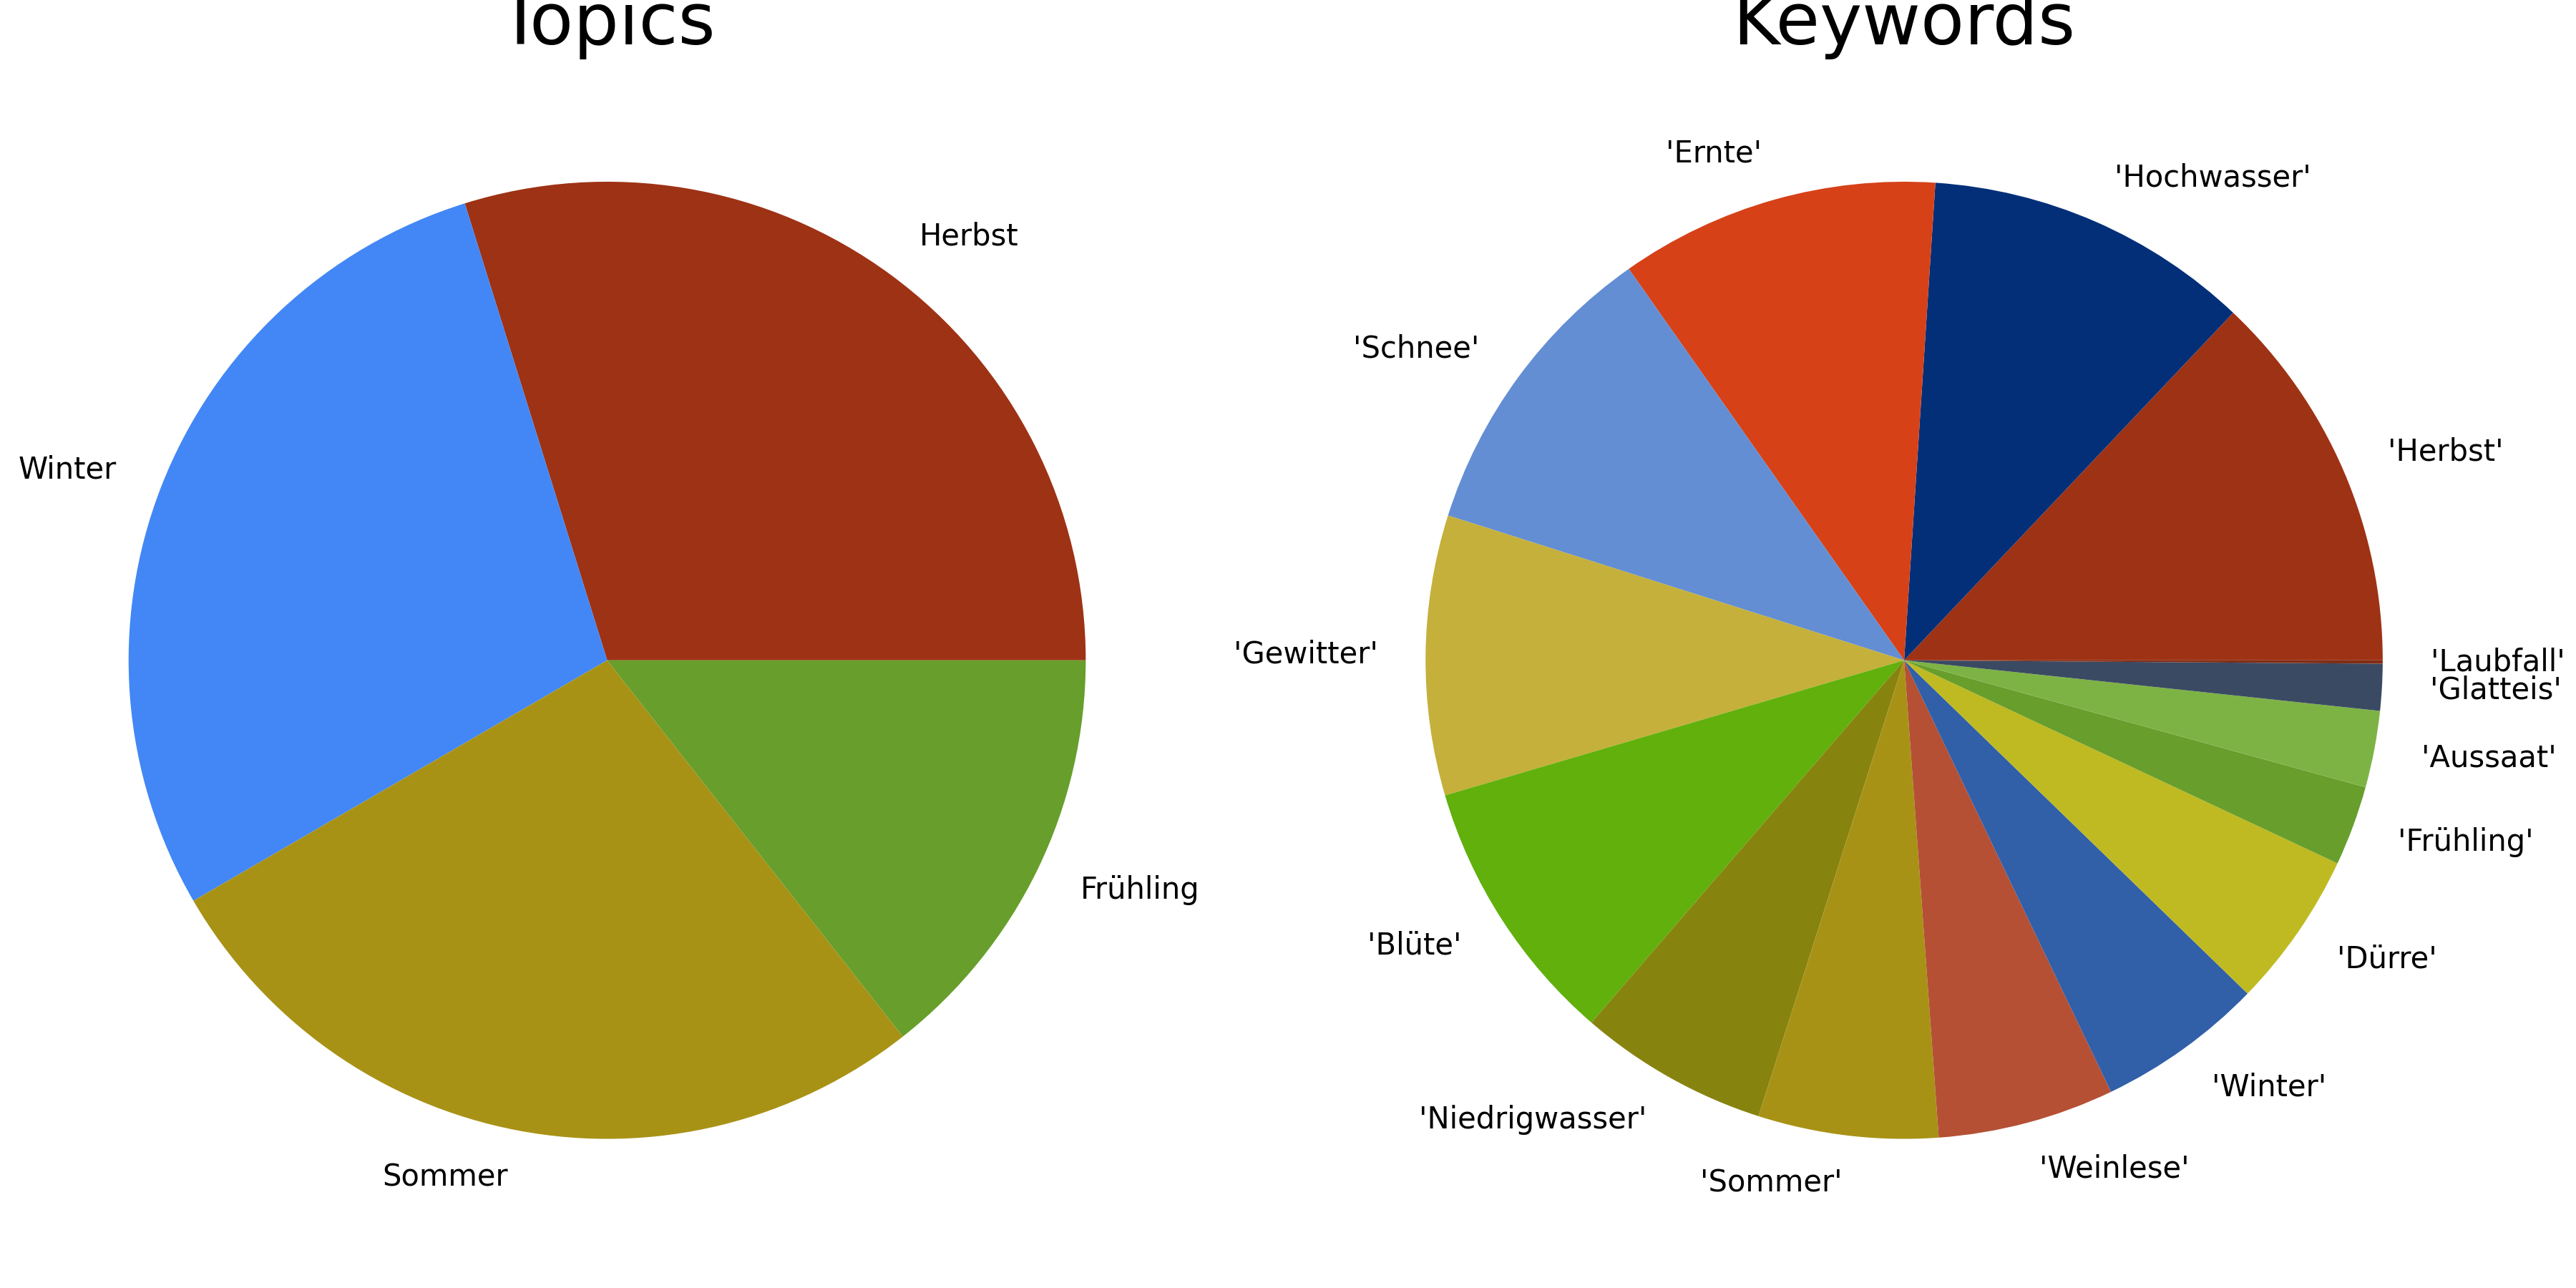 Topics
Herbst
Winter
Sommer
Frühling
Keywords
'Herbst'
'Hochwasser'
'Ernte'
'Schnee'
'Gewitter'
'Blüte'
'Niedrigwasser'
'Sommer'
'Weinlese'
'Winter'
'Dürre'
'Frühling'
'Aussaat'
'Glatteis'
'Laubfall'